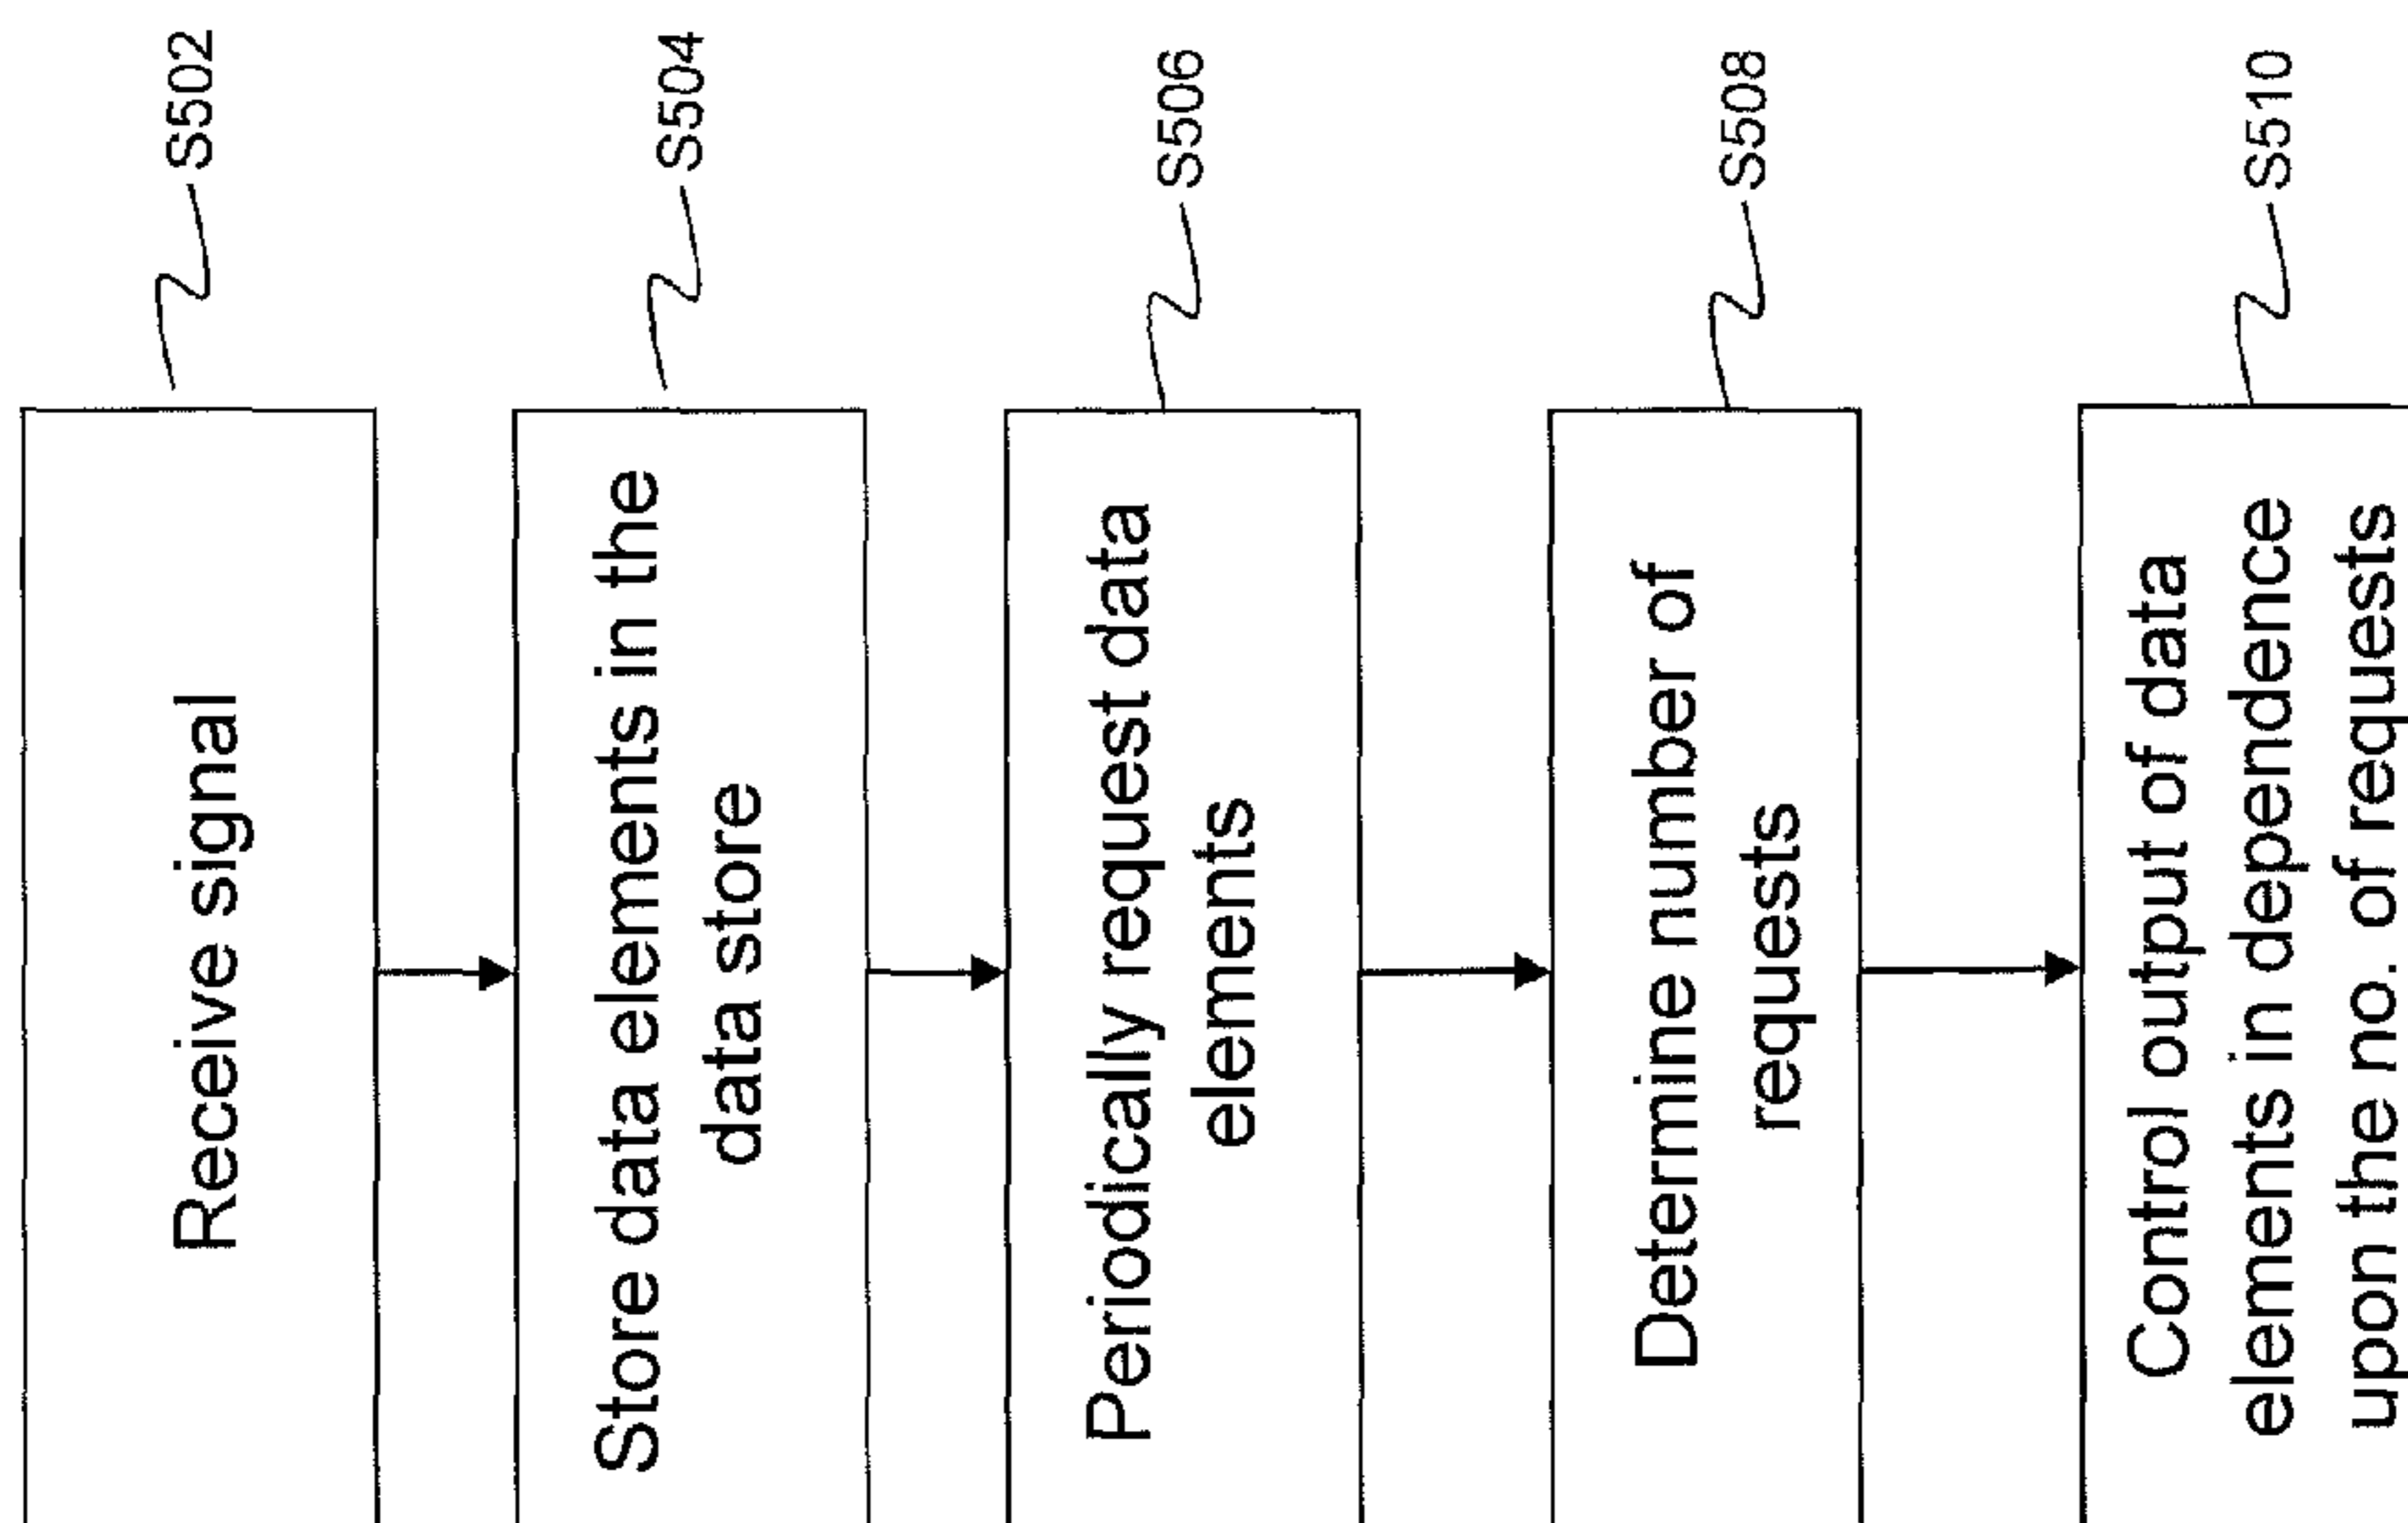 Receive signal
S502
Store data elements in the
data store
S504
Periodically request data
elements
S506
Determine number of
requests
S508
Control output of data
elements in dependence
upon the no. of requests
S510